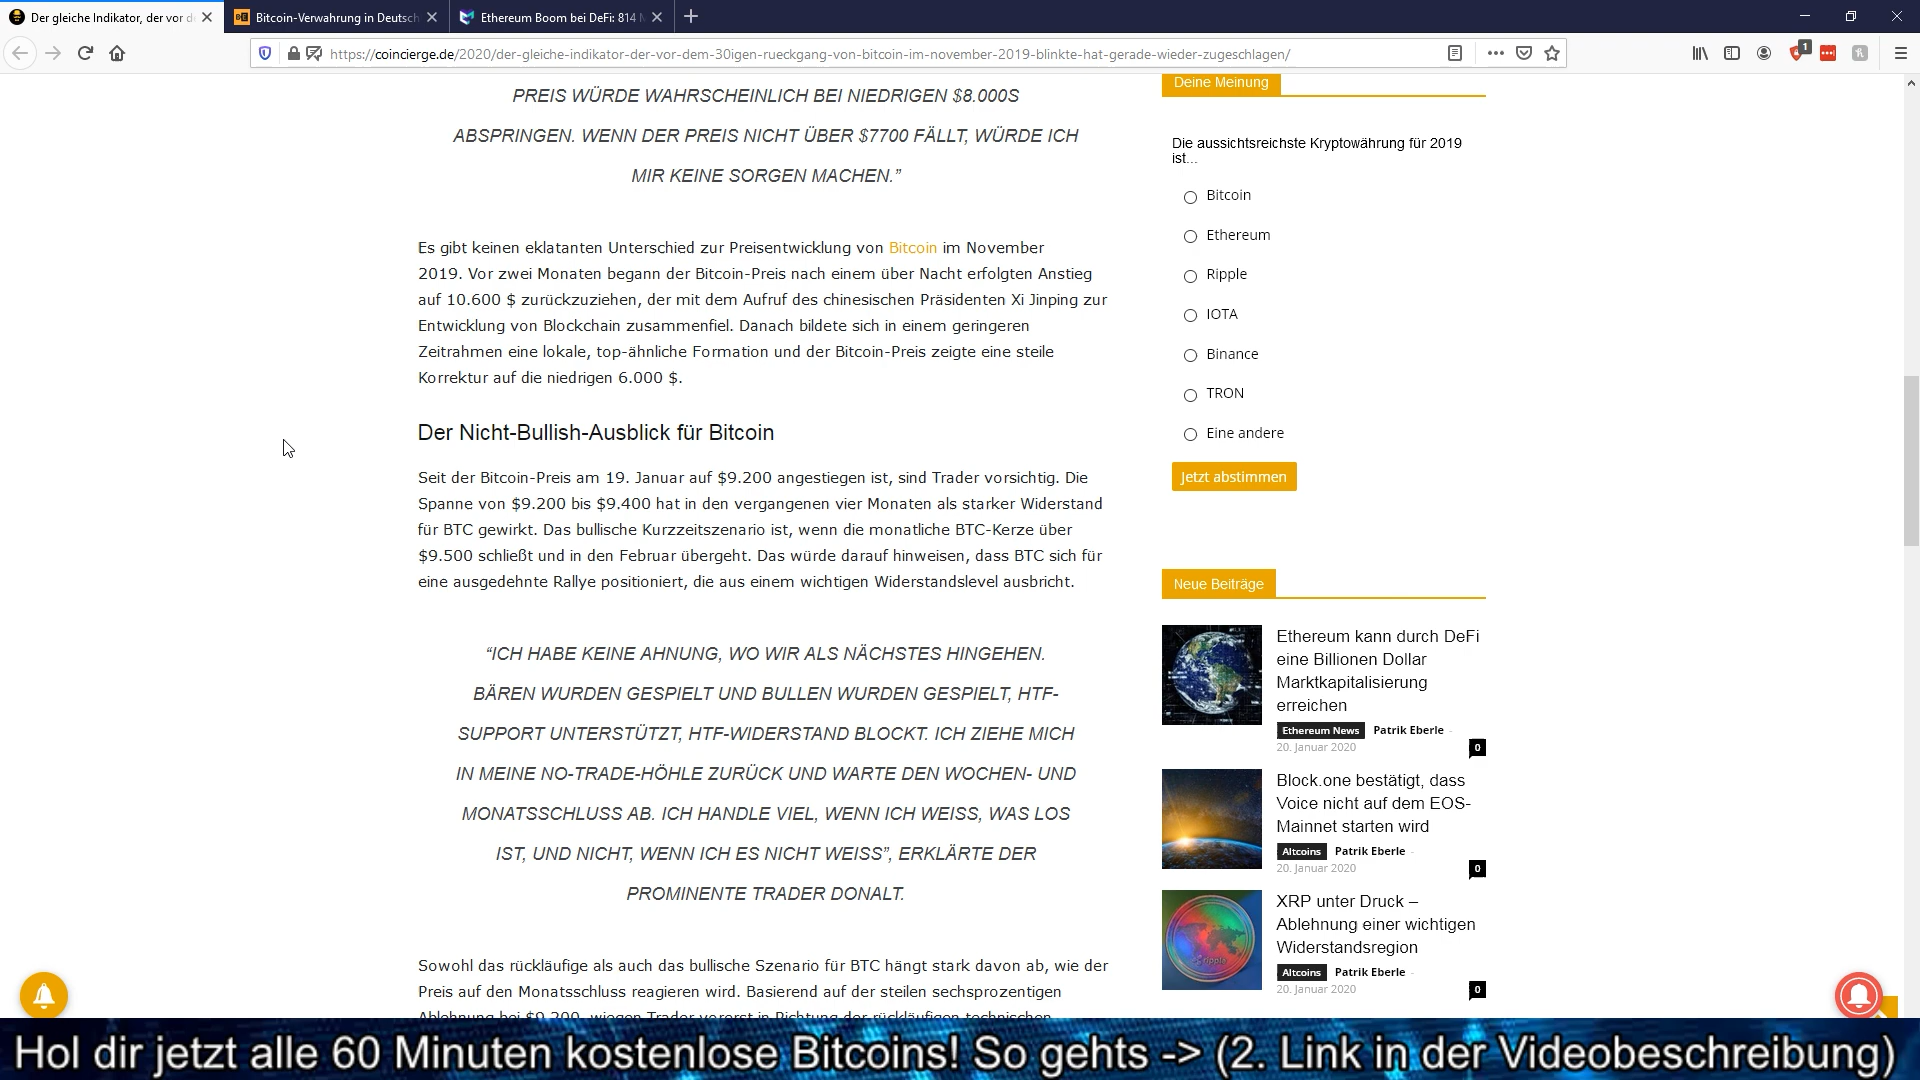 Der gleiche Indikator, der vor d
Bitcoin-Verwahrung in Deutsch
Ethereum Boom bei DeFi: 814 M
https://coincierge.de/2020/der-gleiche-indikator-der-vor-dem-30igen-rueckgang-von-bitcoin-im-november-2019-blinkte-hat-gerade-wieder-zugeschlagen/
1
PREIS WÜRDE WAHRSCHEINLICH BEI NIEDRIGEN $8.000S
ABSPRINGEN. WENN DER PREIS NICHT ÜBER $7700 FÄLLT, WÜRDE ICH
MIR KEINE SORGEN MACHEN.”
Es gibt keinen eklatanten Unterschied zur Preisentwicklung von Bitcoin im November
2019. Vor zwei Monaten begann der Bitcoin-Preis nach einem über Nacht erfolgten Anstieg
auf 10.600 $ zurückzuziehen, der mit dem Aufruf des chinesischen Präsidenten Xi Jinping zur
Entwicklung von Blockchain zusammenfiel. Danach bildete sich in einem geringeren
Zeitrahmen eine lokale, top-ähnliche Formation und der Bitcoin-Preis zeigte eine steile
Korrektur auf die niedrigen 6.000 $.
Der Nicht-Bullish-Ausblick für Bitcoin
Seit der Bitcoin-Preis am 19. Januar auf $9.200 angestiegen ist, sind Trader vorsichtig. Die
Spanne von $9.200 bis $9.400 hat in den vergangenen vier Monaten als starker Widerstand
für BTC gewirkt. Das bullische Kurzzeitszenario ist, wenn die monatliche BTC-Kerze über
$9.500 schließt und in den Februar übergeht. Das würde darauf hinweisen, dass BTC sich für
eine ausgedehnte Rallye positioniert, die aus einem wichtigen Widerstandslevel ausbricht.
“ICH HABE KEINE AHNUNG, WO WIR ALS NÄCHSTES HINGEHEN.
BÄREN WURDEN GESPIELT UND BULLEN WURDEN GESPIELT, HTF-
SUPPORT UNTERSTÜTZT, HTF-WIDERSTAND BLOCKT. ICH ZIEHE MICH
IN MEINE NO-TRADE-HÖHLE ZURÜCK UND WARTE DEN WOCHEN- UND
MONATSSCHLUSS AB. ICH HANDLE VIEL, WENN ICH WEISS, WAS LOS
IST, UND NICHT, WENN ICH ES NICHT WEISS”, ERKLÄRTE DER
PROMINENTE TRADER DONALT.
Sowohl das rückläufige als auch das bullische Szenario für BTC hängt stark davon ab, wie der
Preis auf den Monatsschluss reagieren wird. Basierend auf der steilen sechsprozentigen
Ablehnung bei $9.200, wiegen Trader vorerst in Richtung der rückläufigen technischen
Deine Meinung
Die aussichtsreichste Kryptowährung für 2019
ist...
Bitcoin
Ethereum
Ripple
IOTA
Binance
TRON
Eine andere
Jetzt abstimmen
Neue Beiträge
Ethereum kann durch DeFi
eine Billionen Dollar
Marktkapitalisierung
erreichen
Ethereum News Patrik Eberle -
20. Januar 2020
0
Block.one bestätigt, dass
Voice nicht auf dem EOS-
Mainnet starten wird
Altcoins Patrik Eberle -
20. Januar 2020
0
XRP unter Druck –
Ablehnung einer wichtigen
Widerstandsregion
Altcoins Patrik Eberle -
20. Januar 2020
0
Hol dir jetzt alle 60 Minuten kostenlose Bitcoins! So gehts -> (2. Link in der Videobeschreibung)